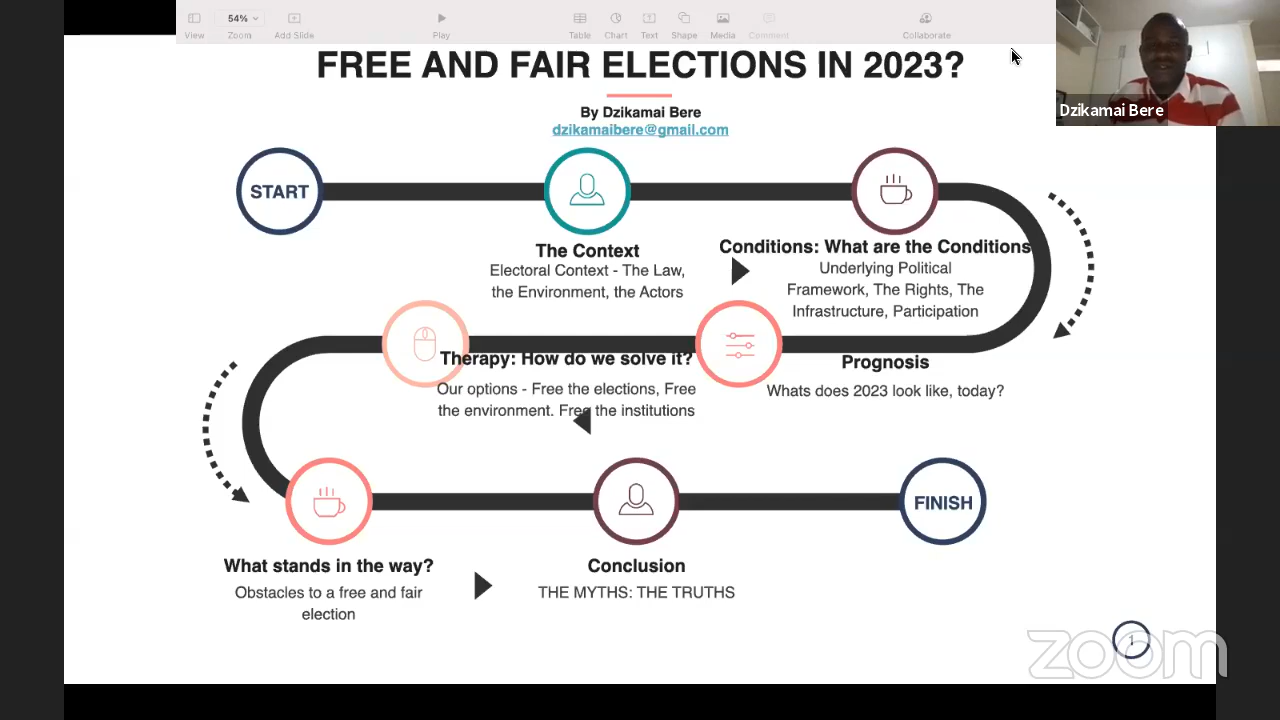 54%
View
Zoom
Add Slide
Play
Table
Chart
Text
Shape
Media
Comment
Collaborate
FREE AND FAIR ELECTIONS IN 2023?
By Dzikamai Bere
dzikamaibere@gmail.com
Dzikamai Bere
START
The Context
Electoral Context - The Law,
the Environment, the Actors
Conditions: What are the Conditions
Underlying Political
Framework, The Rights, The
Infrastructure, Participation
Prognosis
Whats does 2023 look like, today?
Therapy: How do we solve it?
Our options - Free the elections, Free
the environment. Free the institutions
What stands in the way?
Obstacles to a free and fair
election
Conclusion
THE MYTHS: THE TRUTHS
FINISH
1
zoom